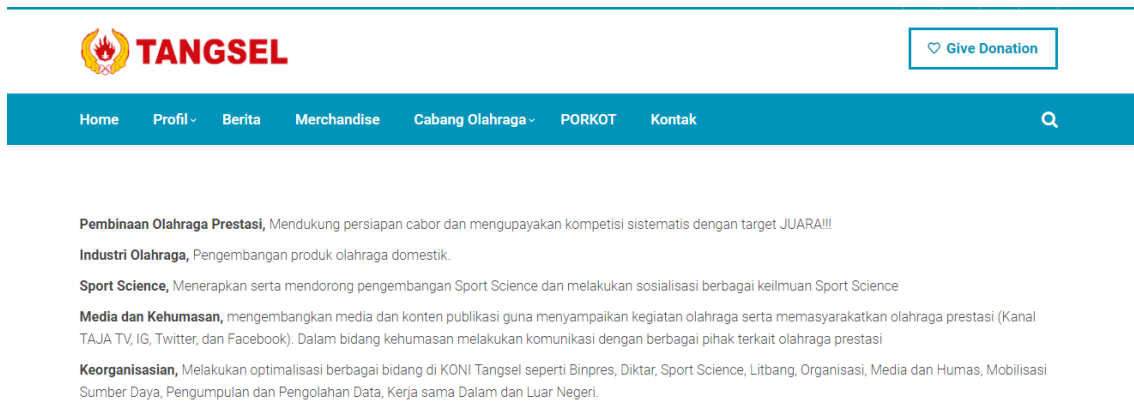 TANGSEL
Give Donation
Home Profil Berita Merchandise Cabang Olahraga PORKOT Kontak
Pembinaan Olahraga Prestasi, Mendukung persiapan cabor dan mengupayakan kompetisi sistematis dengan target JUARA!!!
Industri Olahraga, Pengembangan produk olahraga domestik.
Sport Science, Menerapkan serta mendorong pengembangan Sport Science dan melakukan sosialisasi berbagai keilmuan Sport Science
Media dan Kehumasan, mengembangkan media dan konten publikasi guna menyampaikan kegiatan olahraga serta memasyarakatkan olahraga prestasi (Kanal
TAJA TV, IG, Twitter, dan Facebook). Dalam bidang kehumasan melakukan komunikasi dengan berbagai pihak terkait olahraga prestasi
Keorganisasian, Melakukan optimalisasi berbagai bidang di KONI Tangsel seperti Binpres, Diktar, Sport Science, Litbang, Organisasi, Media dan Humas, Mobilisasi
Sumber Daya, Pengumpulan dan Pengolahan Data, Kerja sama Dalam dan Luar Negeri.